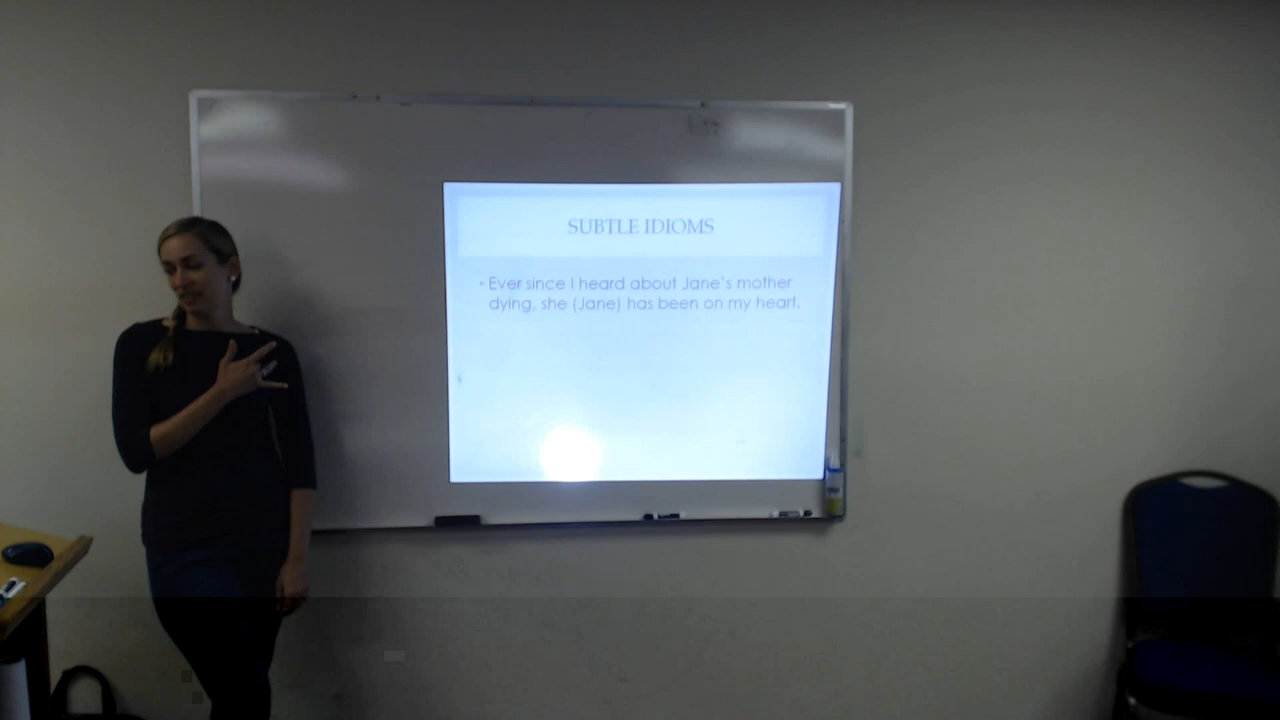 SUBTLE IDIOMS
• Ever since I heard about Jane's mother
dying, she (Jane) has been on my heart.